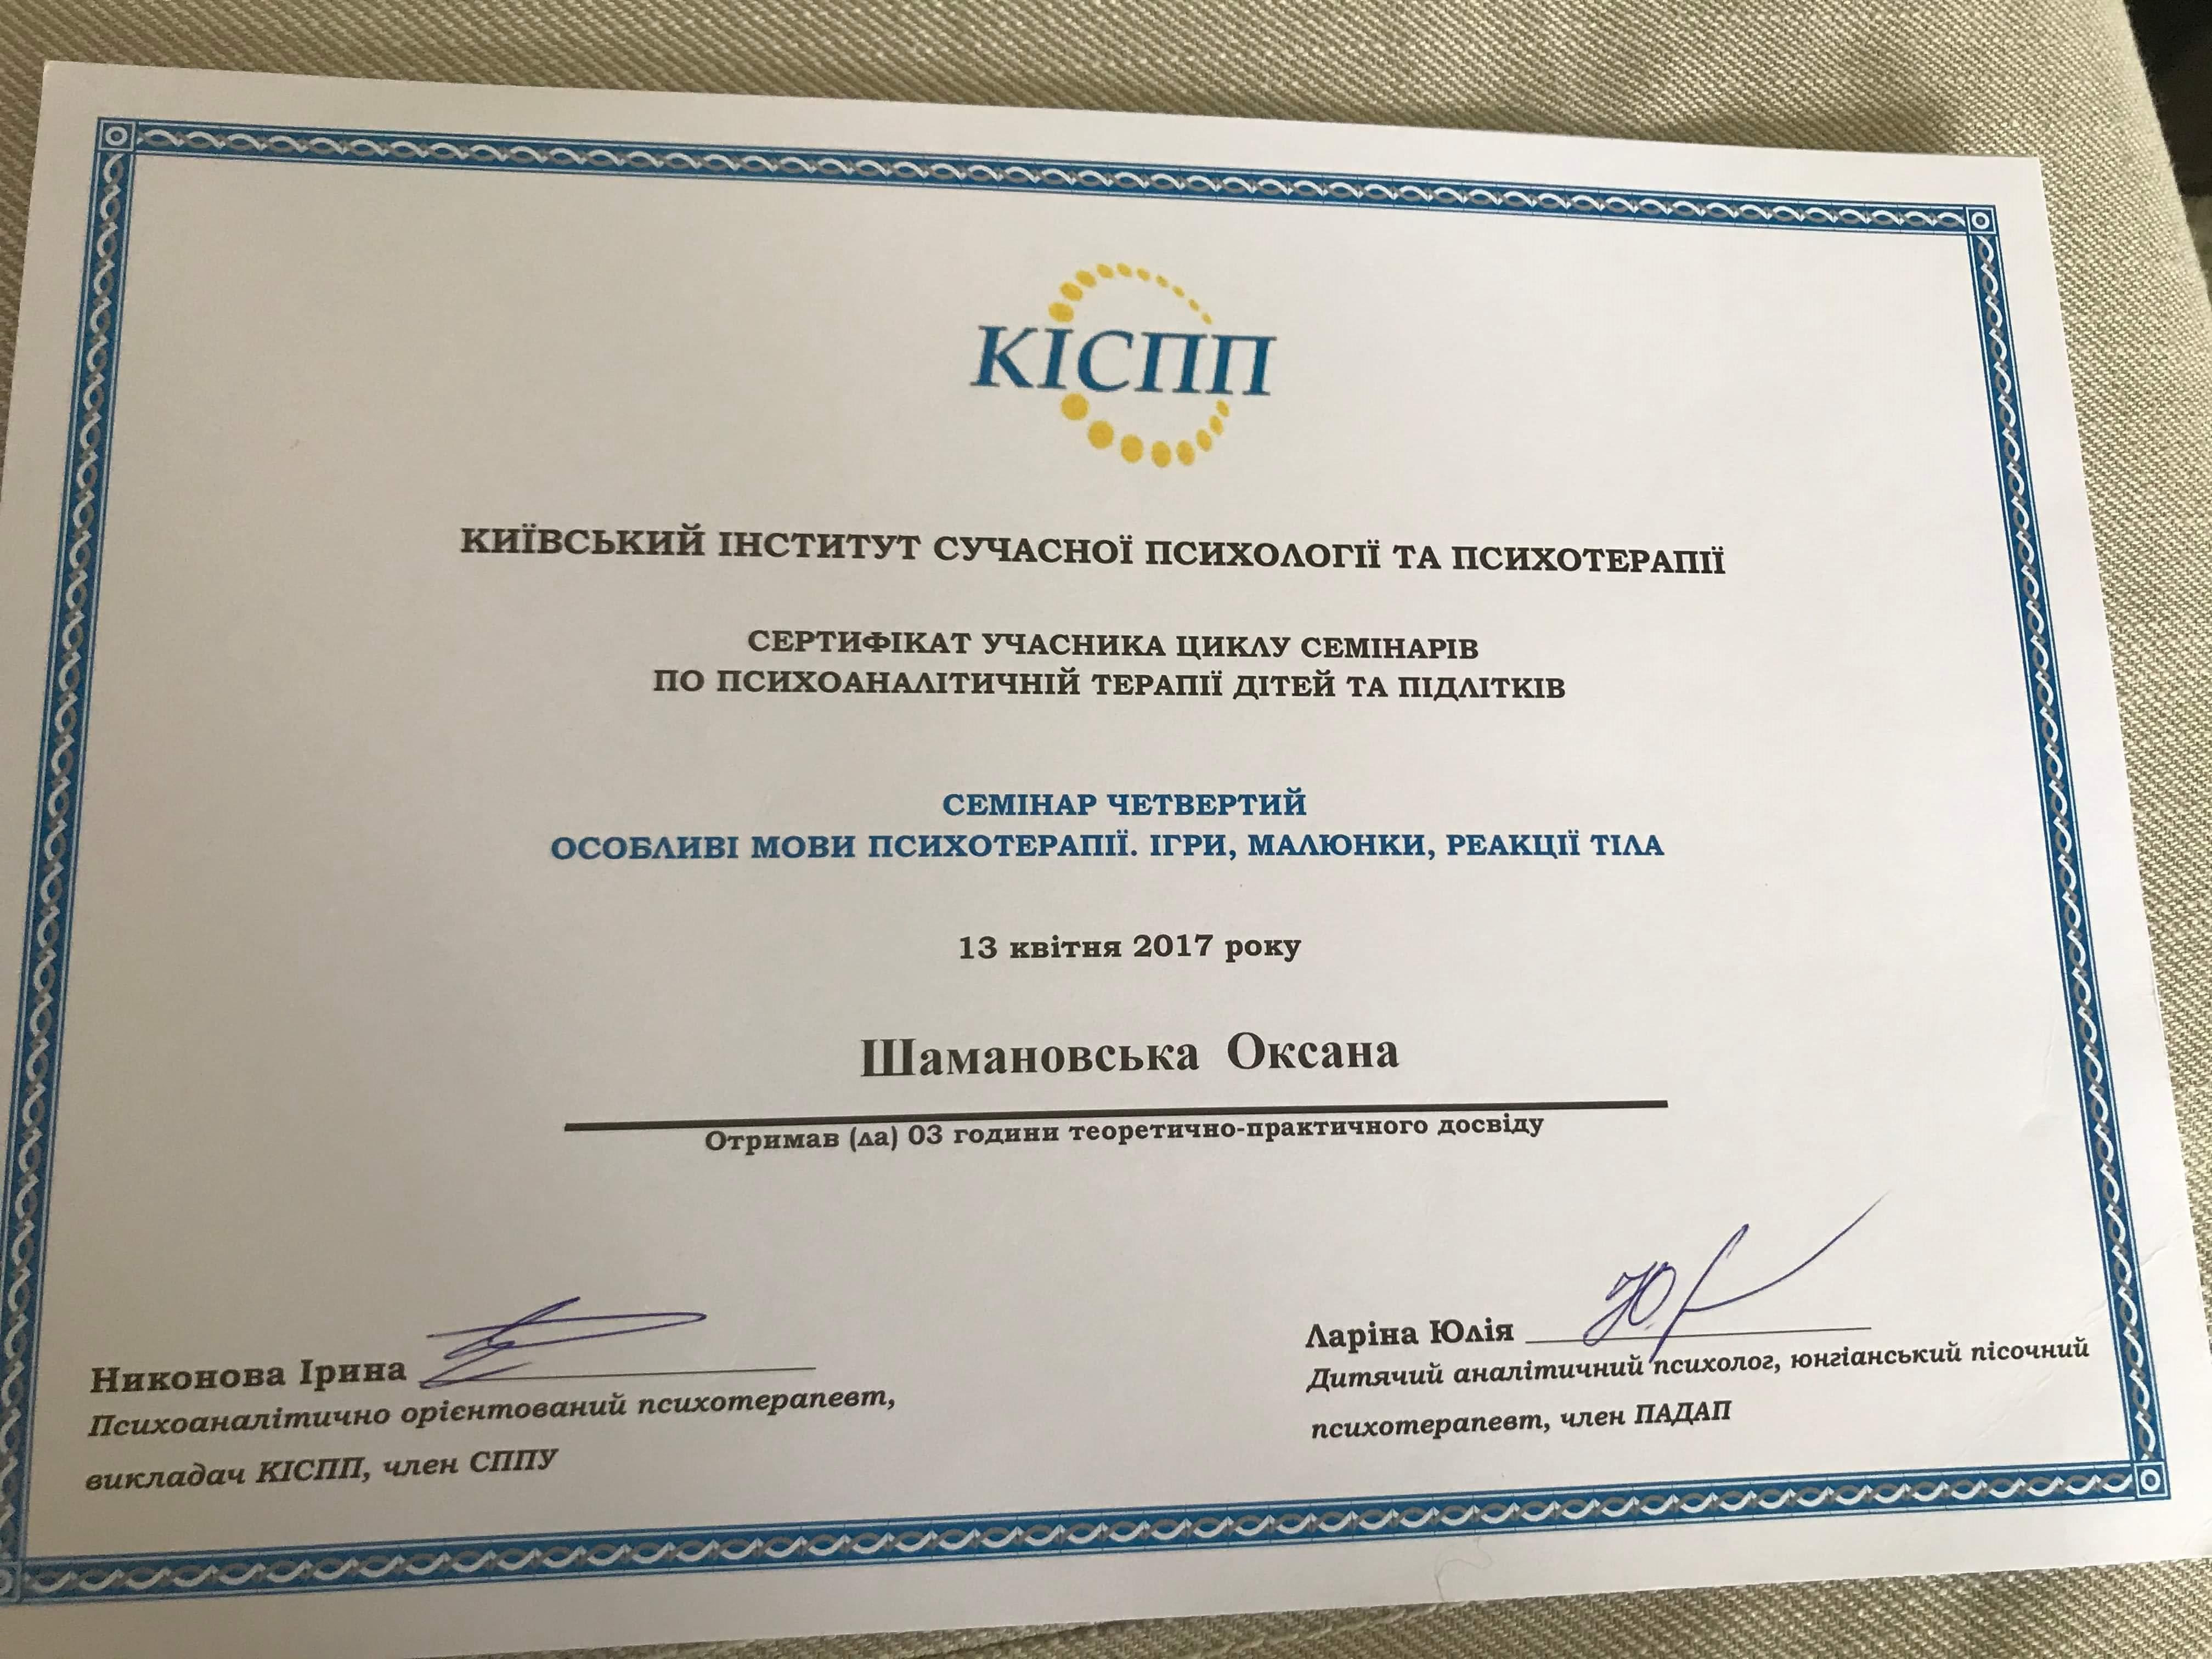 КІСПП
КИЇВСЬКИЙ ІНСТИТУТ СУЧАСНОЇ ПСИХОЛОГІЇ ТА ПСИХОТЕРАПІЇ
СЕРТИФІКАТ УЧАСНИКА ЦИКЛУ СЕМІНАРІВ
ПО ПСИХОАНАЛІТИЧНІЙ ТЕРАПІЇ ДІТЕЙ ТА ПІДЛІТКІВ
СЕМІНАР ЧЕТВЕРТИЙ
ОСОБЛИВІ МОВИ ПСИХОТЕРАПІЇ. ІГРИ, МАЛЮНКИ, РЕАКЦІЇ ТІЛА
13 квітня 2017 року
Шамановська Оксана
Отримав (ла) 03 години теоретично-практичного досвіду
Никонова Ірина
Психоаналітично орієнтований психотерапевт,
викладач КІСПП, член СППУ
Ларіна Юлія
Дитячий аналітичний психолог, юнгіанський пісочний
психотерапевт, член ПАДАП